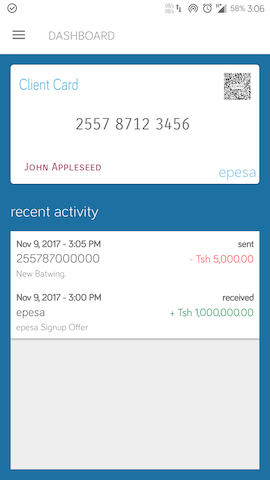 58% 3:06
DASHBOARD
Client Card
2557 8712 3456
John Appleseed
epesa
recent activity
Nov 9, 2017 - 3:05 PM sent
255787000000 - Tsh 5,000.00
New Batwing.
Nov 9, 2017 - 3:00 PM received
epesa + Tsh 1,000,000.00
epesa Signup Offer